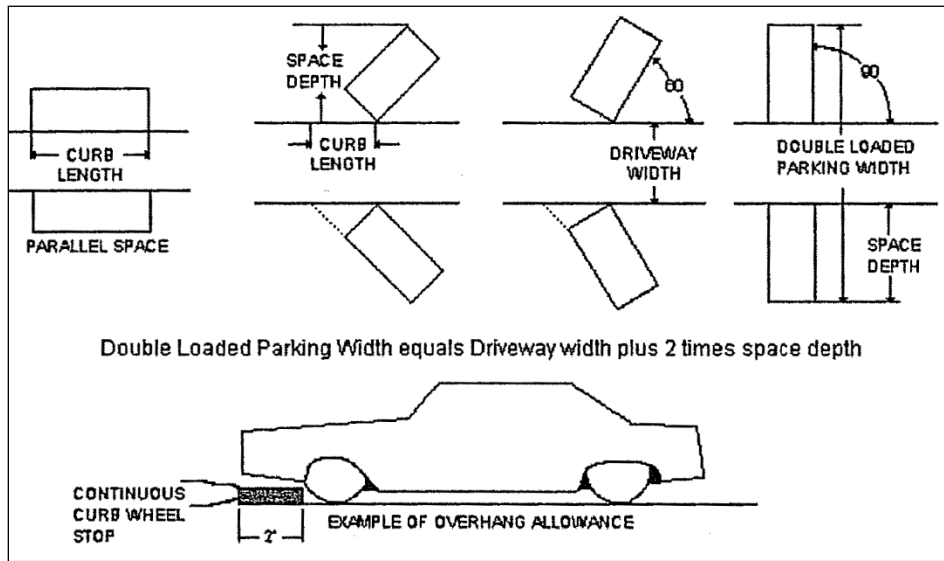 CURB
LENGTH
PARALLEL SPACE
SPACE
DEPTH
CURB
LENGTH
60
DRIVEWAY
WIDTH
90
DOUBLE LOADED
PARKING WIDTH
SPACE
DEPTH
Double Loaded Parking Width equals Driveway width plus 2 times space depth
CONTINUOUS
CURB WHEEL
STOP
2'
EXAMPLE OF OVERHANG ALLOWANCE